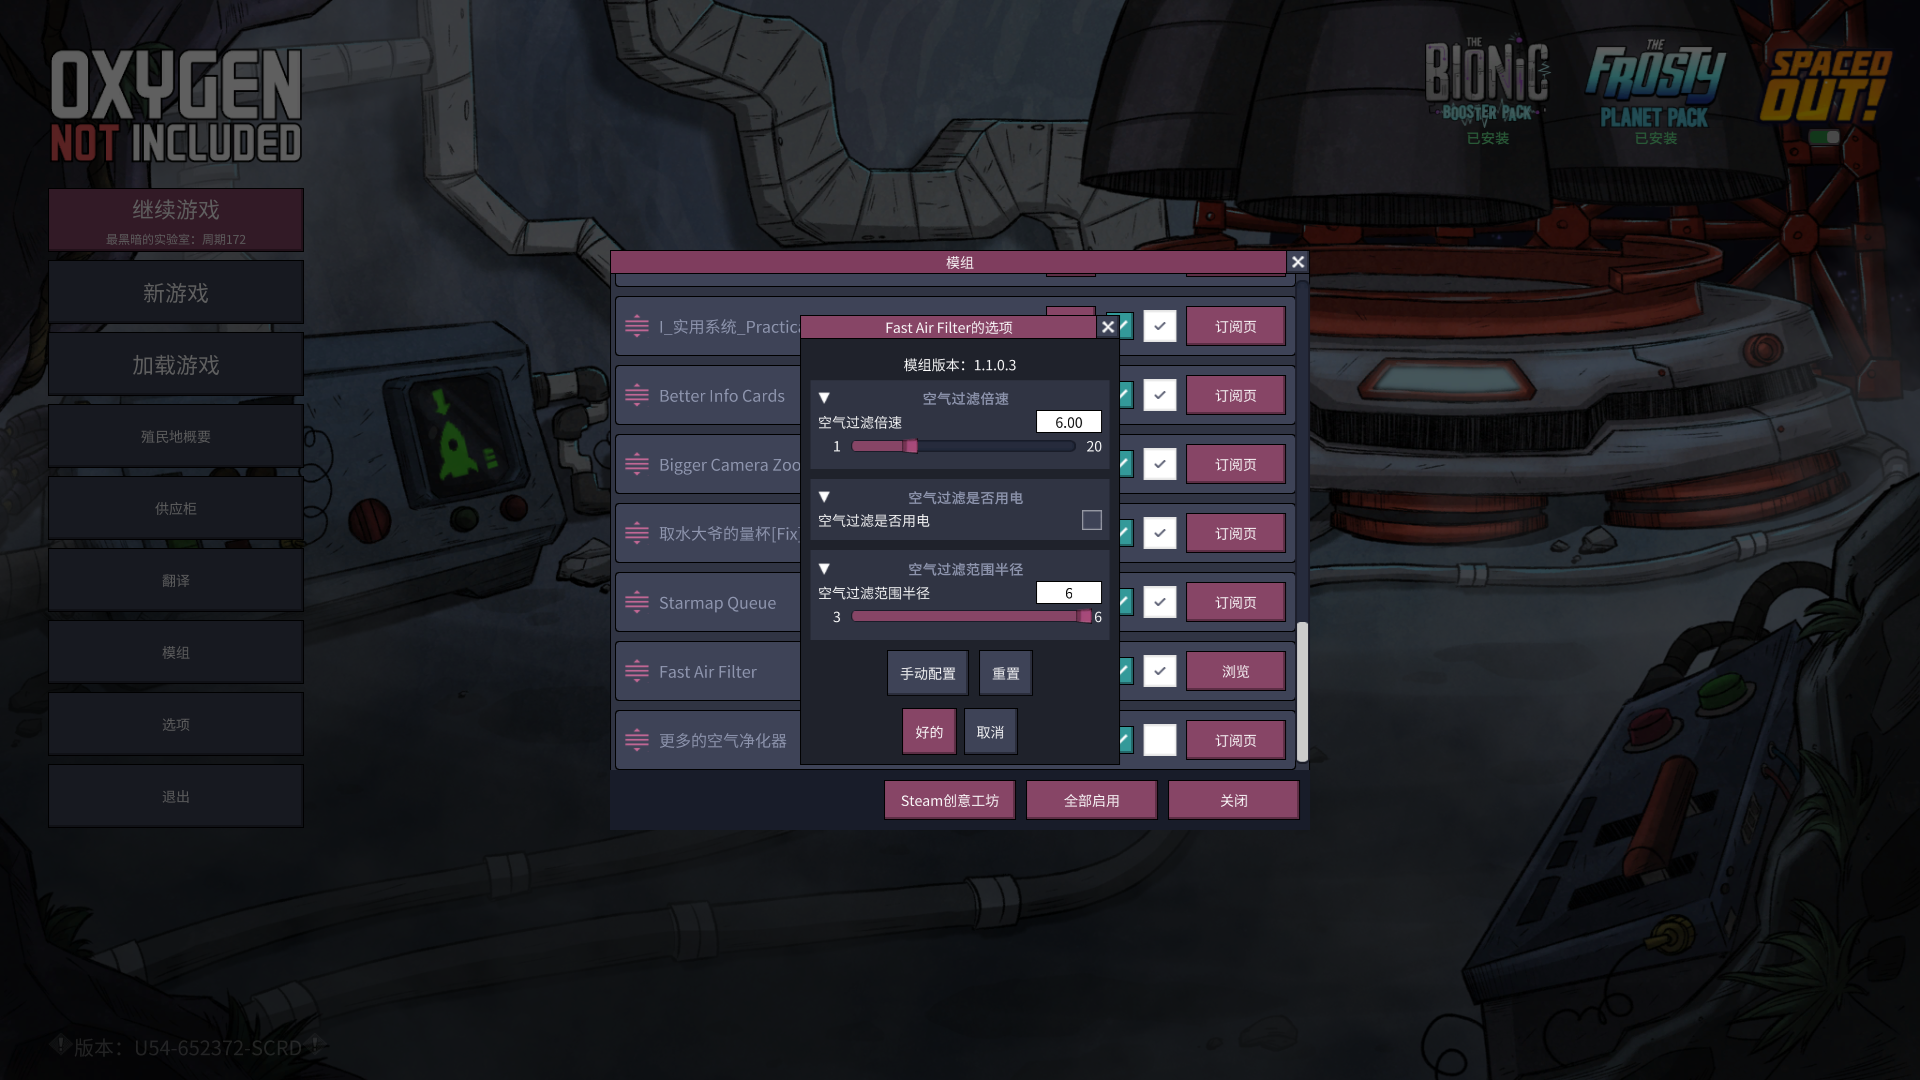 OXYGEN
NOT INCLUDED
THE
BIONIC
BOOSTER PACK
已安装
THE
FROSTY
PLANET PACK
已安装
SPACED
OUT!
继续游戏
最黑暗的实验室：周期172
新游戏
加载游戏
殖民地概要
供应柜
翻译
模组
选项
退出
模组
I_实用系统_Practica
订阅页
Better Info Cards
订阅页
Bigger Camera Zoo
订阅页
取水大爷的量杯[Fix]
订阅页
Starmap Queue
订阅页
Fast Air Filter
浏览
更多的空气净化器
订阅页
Fast Air Filter的选项
模组版本：1.1.0.3
空气过滤倍速
空气过滤倍速
6.00
1
20
空气过滤是否用电
空气过滤是否用电
空气过滤范围半径
空气过滤范围半径
6
3
6
手动配置
重置
好的
取消
Steam创意工坊
全部启用
关闭
版本：U54-652372-SCRD